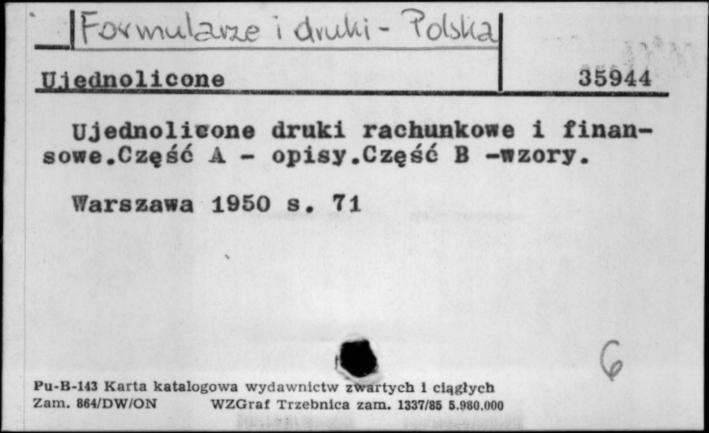 Formularze i druki - Polska
Ujednolicone 35944
Ujednolicone druki rachunkowe i finan-
sowe.Część A - opisy.Część B -wzory.
Warszawa 1950 s. 71
6
Pu-B-143 Karta katalogowa wydawnictw zwartych i ciągłych
Zam. 864/DW/ON WZGraf Trzebnica zam. 1337/85 5.980.000